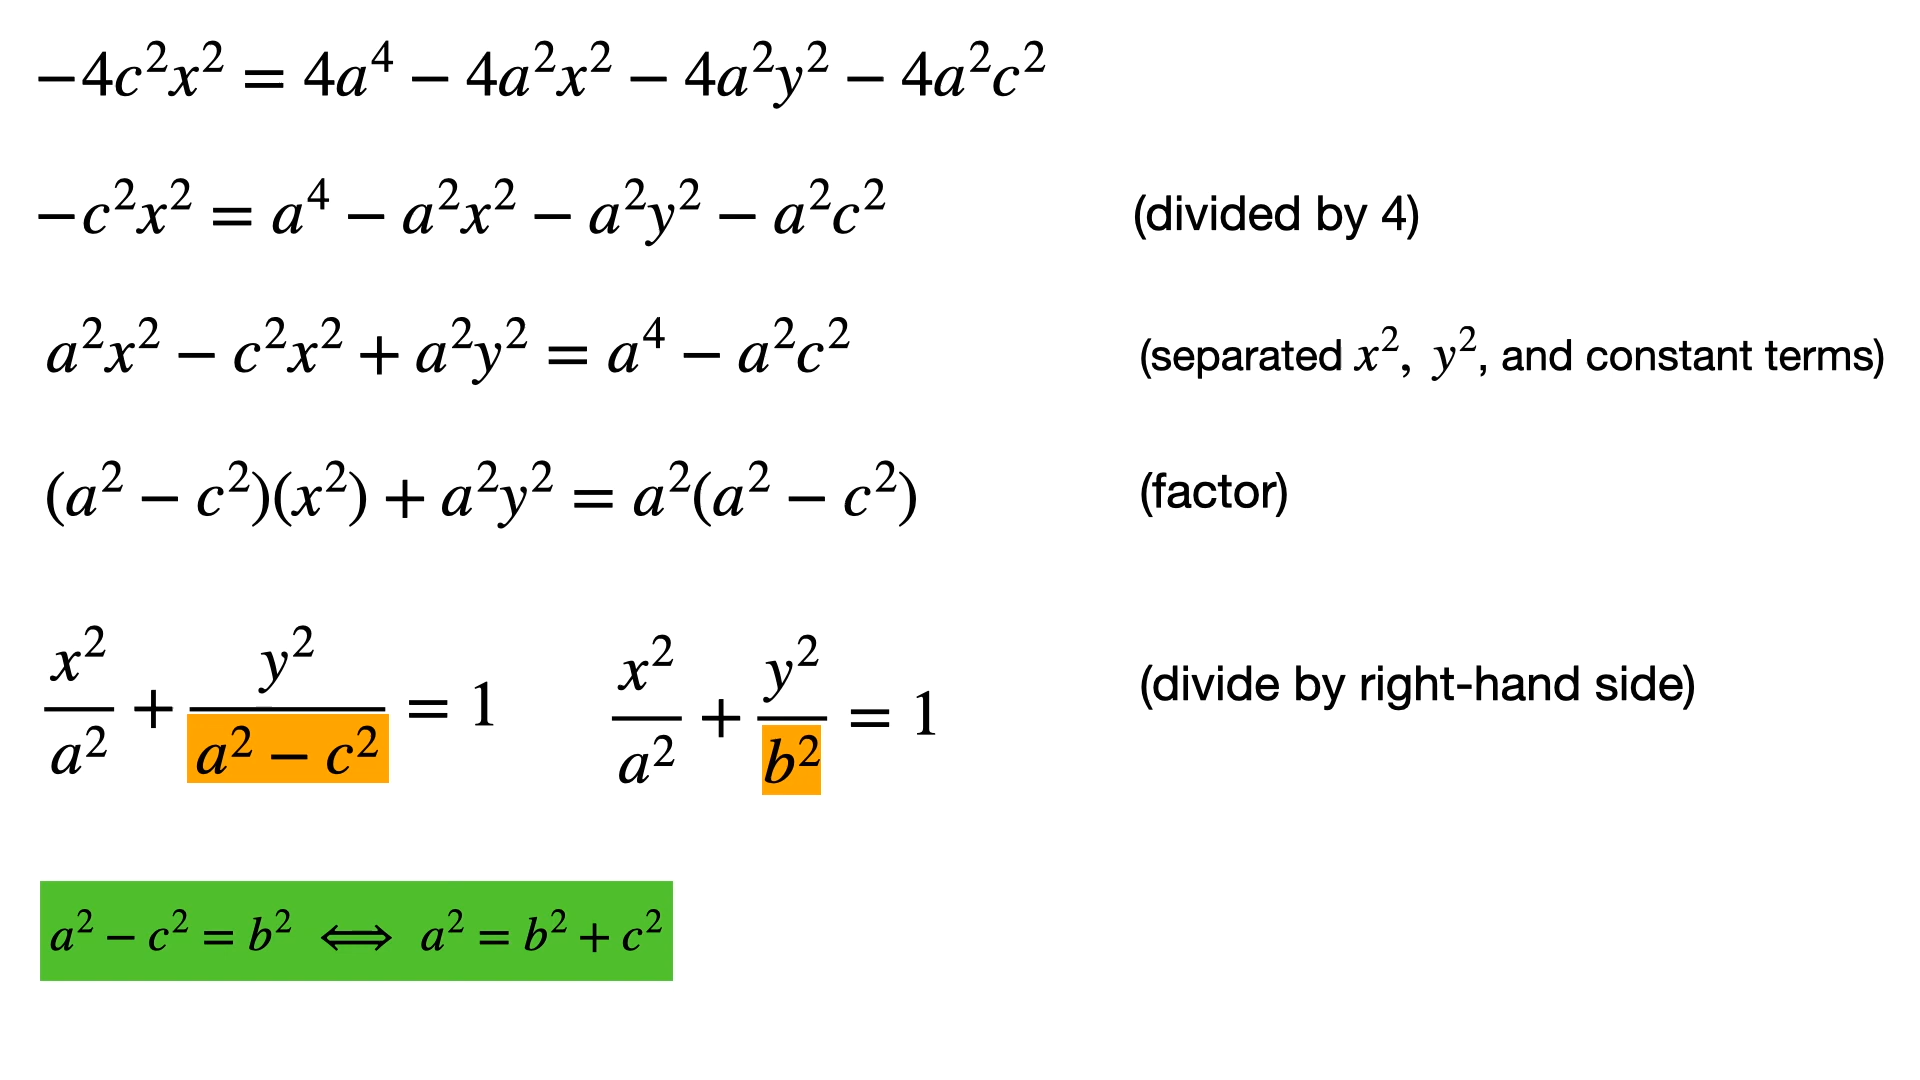 −4c²x² = 4a⁴ − 4a²x² − 4a²y² − 4a²c²
−c²x² = a⁴ − a²x² − a²y² − a²c² (divided by 4)
a²x² − c²x² + a²y² = a⁴ − a²c² (separated x², y², and constant terms)
(a² − c²)(x²) + a²y² = a²(a² − c²) (factor)
x²/a² + y²/(a² − c²) = 1 x²/a² + y²/b² = 1 (divide by right-hand side)
a² − c² = b² ⟺ a² = b² + c²